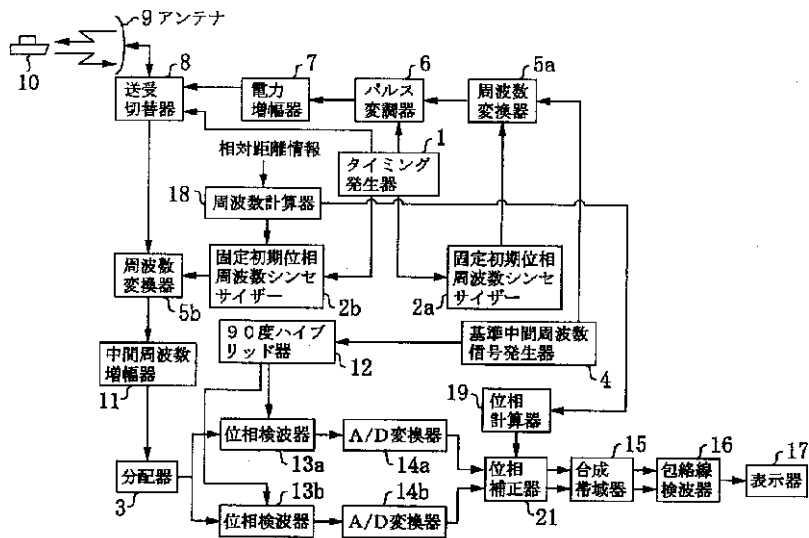 9 アンテナ
10
8
送受
切替器
7
電力
増幅器
6
パルス
変調器
5a
周波数
変換器
相対距離情報
1
タイミング
発生器
18
周波数計算器
周波数
変換器
5b
固定初期位相
周波数シンセ
サイザー
2b
固定初期位相
周波数シンセ
サイザー
2a
中間周波数
増幅器
11
90度ハイブ
リッド器
12
基準中間周波数
信号発生器
4
19
位相
計算器
分配器
3
位相検波器
13a
A/D変換器
14a
13b
位相検波器
14b
A/D変換器
位相
補正器
21
15
合成
帯域器
16
包絡線
検波器
17
表示器